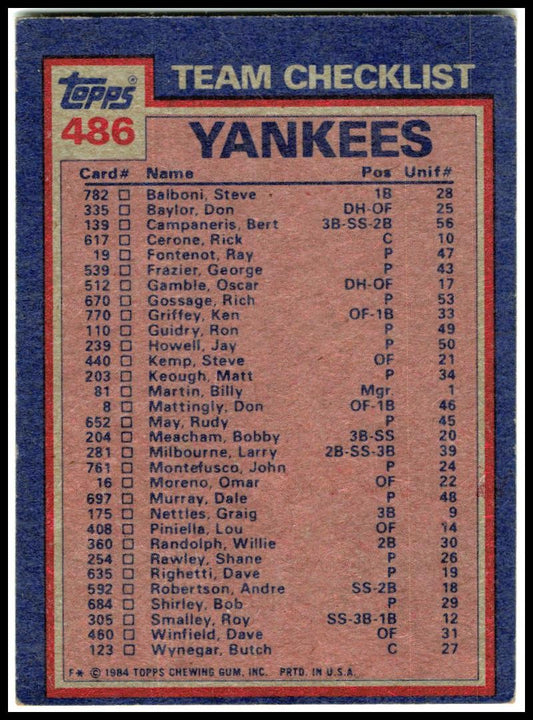 TEAM CHECKLIST
Topps®
486
YANKEES
Card# Name Pos Unif#
782 □ Balboni, Steve 1B 28
335 □ Baylor, Don DH-OF 25
139 □ Campaneris, Bert 3B-SS-2B 56
617 □ Cerone, Rick C 10
19 □ Fontenot, Ray P 47
539 □ Frazier, George P 43
512 □ Gamble, Oscar DH-OF 17
670 □ Gossage, Rich P 53
770 □ Griffey, Ken OF-1B 33
110 □ Guidry, Ron P 49
239 □ Howell, Jay P 50
440 □ Kemp, Steve OF 21
203 □ Keough, Matt P 34
81 □ Martin, Billy Mgr. 1
8 □ Mattingly, Don OF-1B 46
652 □ May, Rudy P 45
204 □ Meacham, Bobby 3B-SS 20
281 □ Milbourne, Larry 2B-SS-3B 39
761 □ Montefusco, John P 24
16 □ Moreno, Omar OF 22
697 □ Murray, Dale P 48
175 □ Nettles, Graig 3B 9
408 □ Piniella, Lou OF 14
360 □ Randolph, Willie 2B 30
254 □ Rawley, Shane P 26
635 □ Righetti, Dave P 19
592 □ Robertson, Andre SS-2B 18
684 □ Shirley, Bob P 29
305 □ Smalley, Roy SS-3B-1B 12
460 □ Winfield, Dave OF 31
123 □ Wynegar, Butch C 27
F* © 1984 TOPPS CHEWING GUM, INC. PRTD. IN U.S.A.